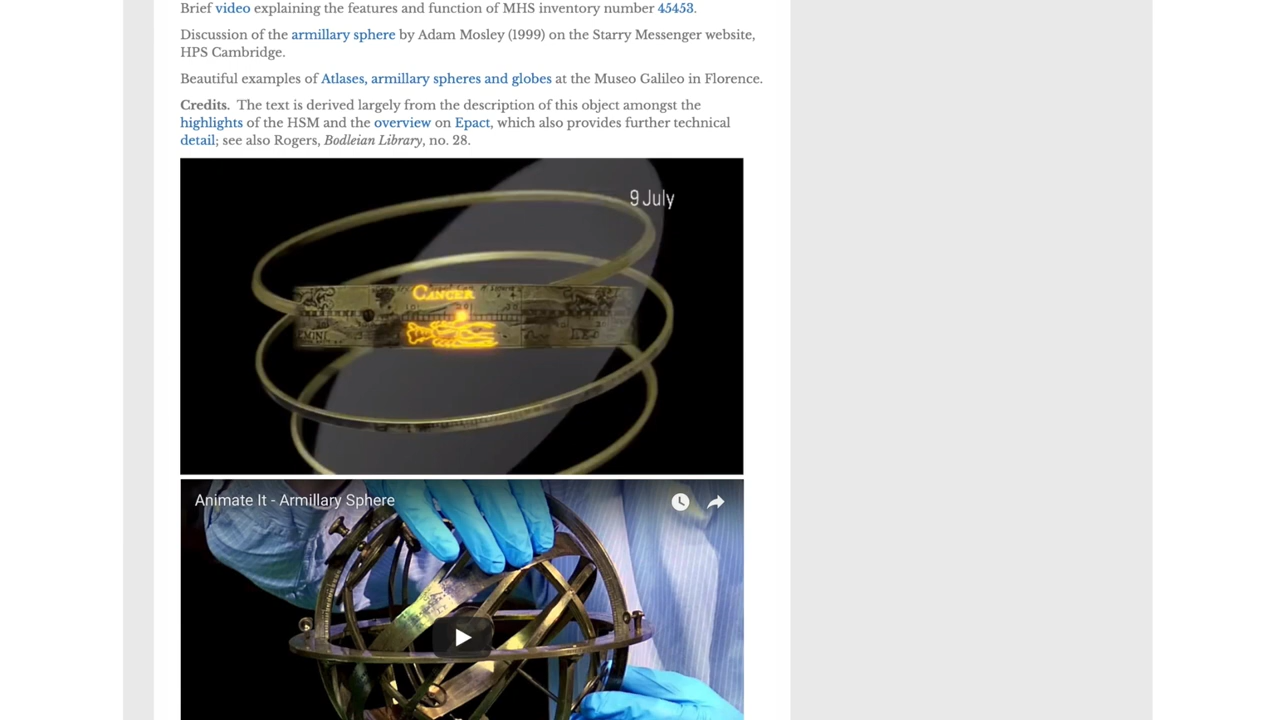 Brief video explaining the features and function of MHS inventory number 45453.
Discussion of the armillary sphere by Adam Mosley (1999) on the Starry Messenger website,
HPS Cambridge.
Beautiful examples of Atlases, armillary spheres and globes at the Museo Galileo in Florence.
Credits. The text is derived largely from the description of this object amongst the
highlights of the HSM and the overview on Epact, which also provides further technical
detail; see also Rogers, Bodleian Library, no. 28.
9 July
CANCER
Animate It - Armillary Sphere